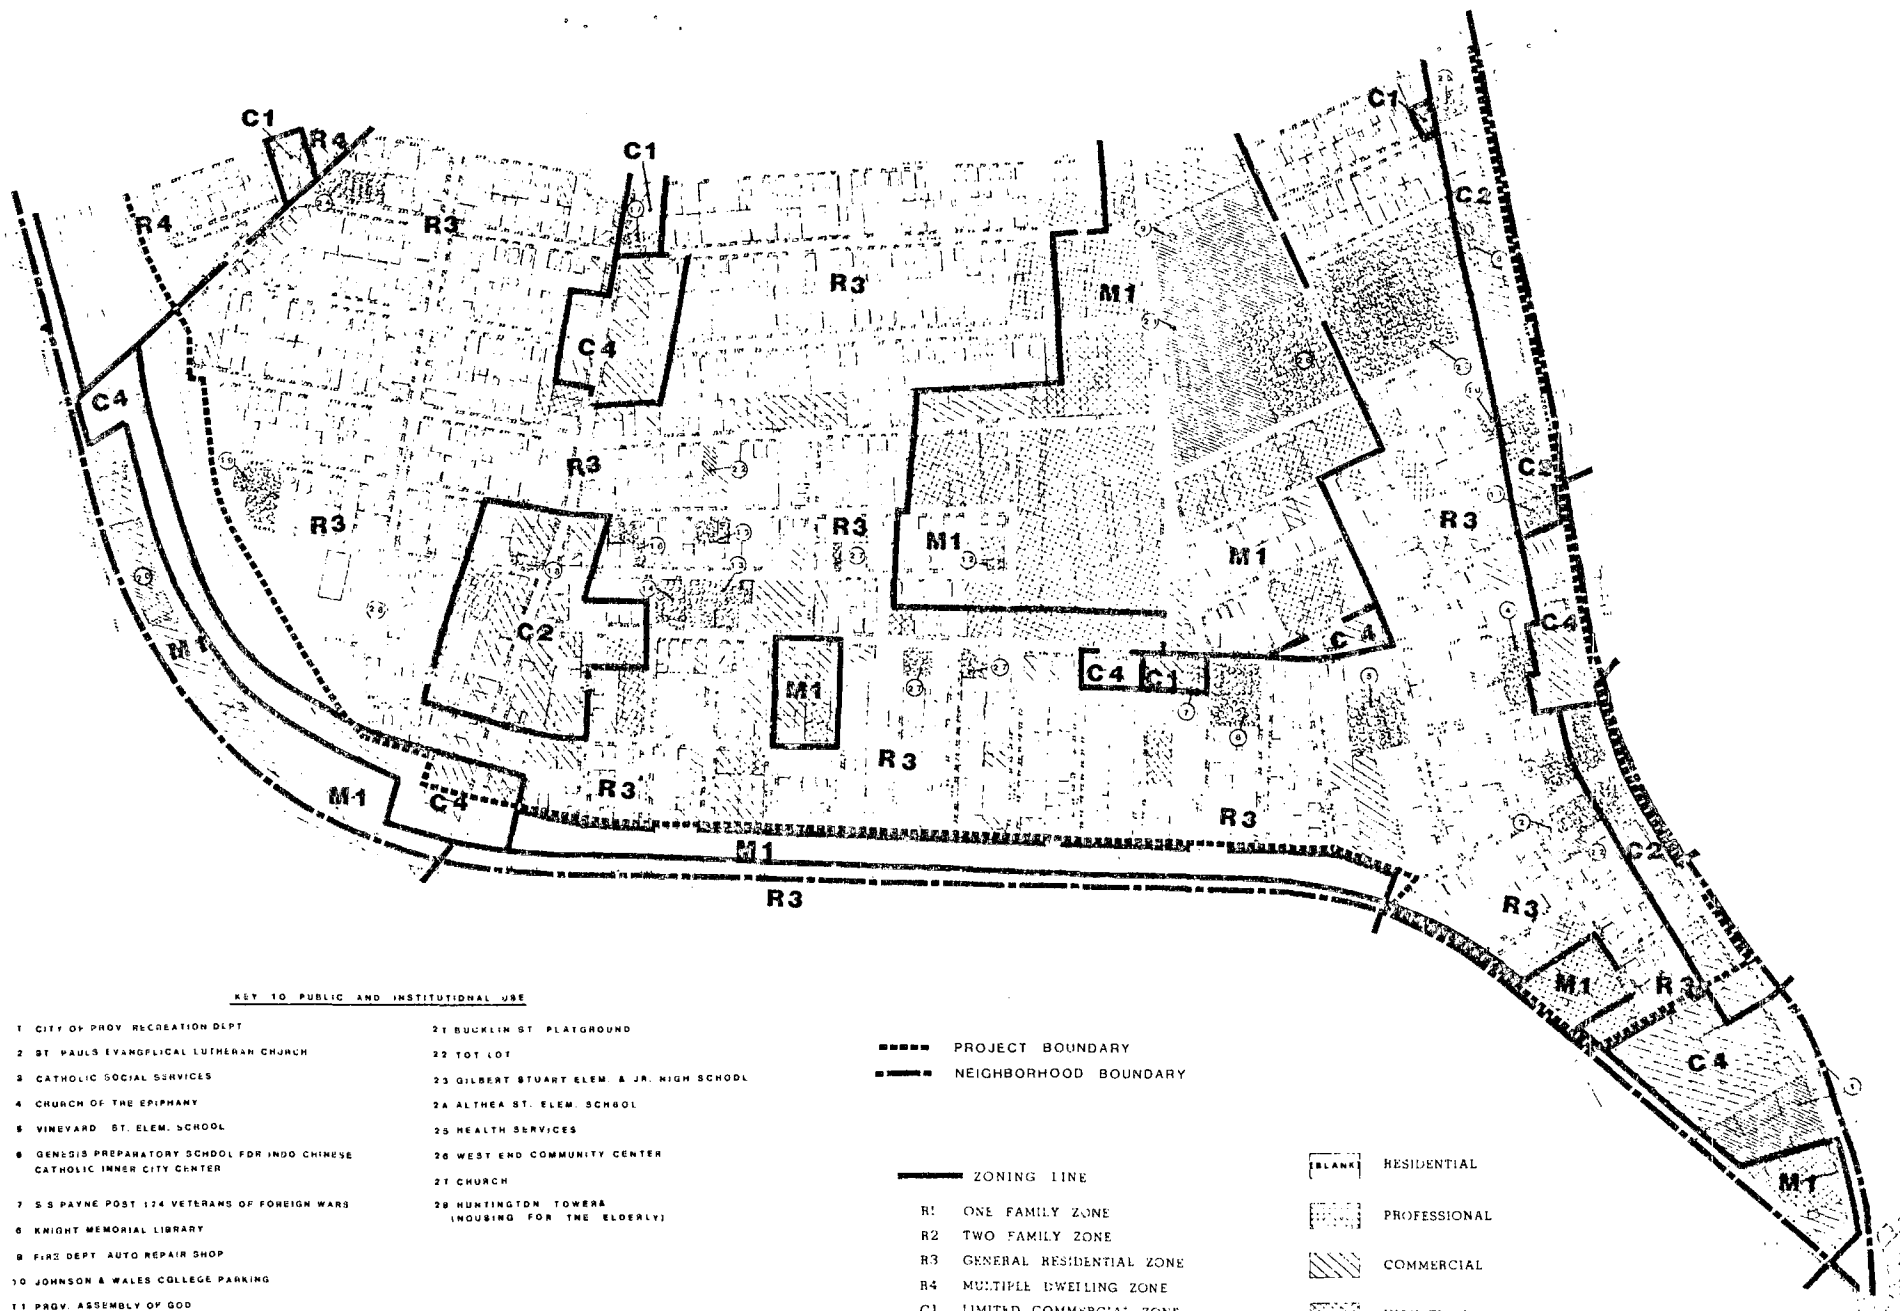 C1
R4
C1
C1
R4
R3
C2
R3
M1
C4
C4
R3
C2
R3
R3
R3
M1
M1
R3
C2
C4
C4
M1
M1
C4
C1
R3
M1
C4
R3
R3
M1
C2
R3
R3
M1
R3
C4
M1
KEY TO PUBLIC AND INSTITUTIONAL USE
1 CITY OF PROV RECREATION DEPT
2 ST PAULS EVANGELICAL LUTHERAN CHURCH
3 CATHOLIC SOCIAL SERVICES
4 CHURCH OF THE EPIPHANY
5 VINEYARD ST. ELEM. SCHOOL
6 GENESIS PREPARATORY SCHOOL FOR INDO CHINESE
CATHOLIC INNER CITY CENTER
7 S S PAYNE POST 124 VETERANS OF FOREIGN WARS
8 KNIGHT MEMORIAL LIBRARY
9 FIRE DEPT AUTO REPAIR SHOP
10 JOHNSON & WALES COLLEGE PARKING
11 PROV. ASSEMBLY OF GOD
21 BUCKLIN ST PLAYGROUND
22 TOT LOT
23 GILBERT STUART ELEM. & JR. HIGH SCHOOL
24 ALTHEA ST. ELEM. SCHOOL
25 HEALTH SERVICES
26 WEST END COMMUNITY CENTER
27 CHURCH
28 HUNTINGTON TOWERS
(HOUSING FOR THE ELDERLY)
PROJECT BOUNDARY
NEIGHBORHOOD BOUNDARY
ZONING LINE
R1 ONE FAMILY ZONE
R2 TWO FAMILY ZONE
R3 GENERAL RESIDENTIAL ZONE
R4 MULTIPLE DWELLING ZONE
C1 LIMITED COMMERCIAL ZONE
[BLANK] RESIDENTIAL
PROFESSIONAL
COMMERCIAL